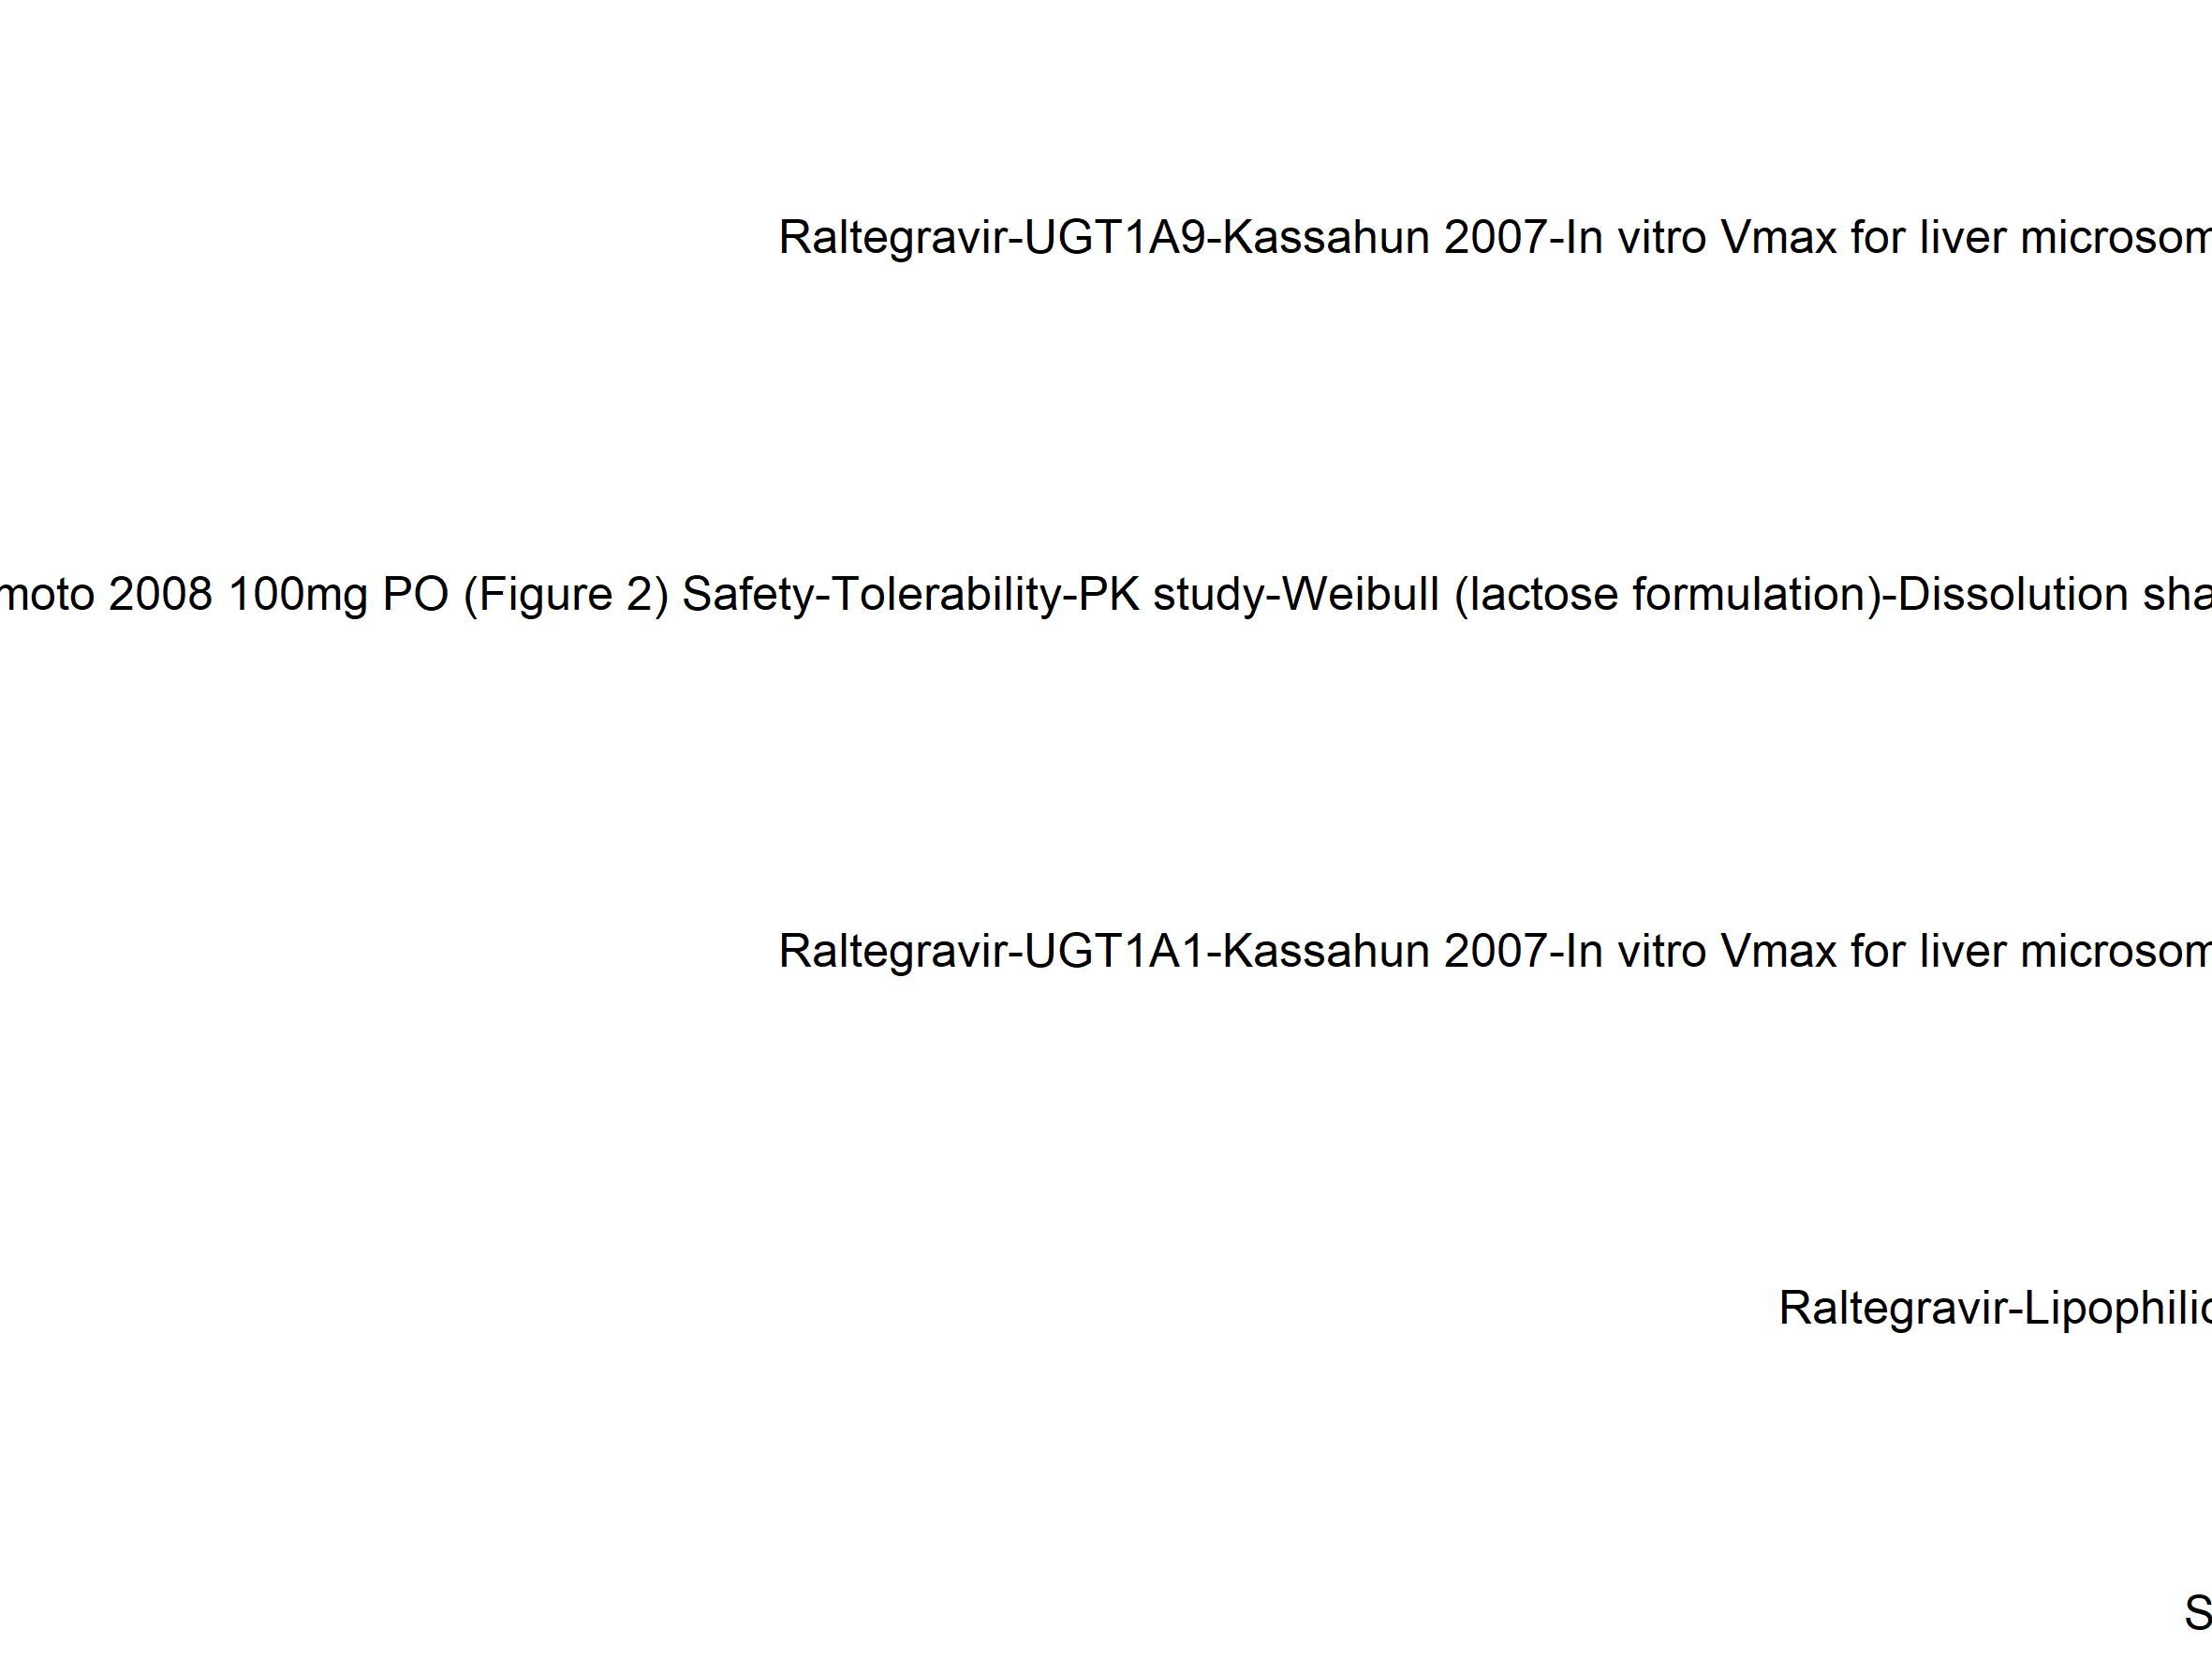 Raltegravir-UGT1A9-Kassahun 2007-In vitro Vmax for liver microsom
moto 2008 100mg PO (Figure 2) Safety-Tolerability-PK study-Weibull (lactose formulation)-Dissolution sha
Raltegravir-UGT1A1-Kassahun 2007-In vitro Vmax for liver microsom
Raltegravir-Lipophilic
S